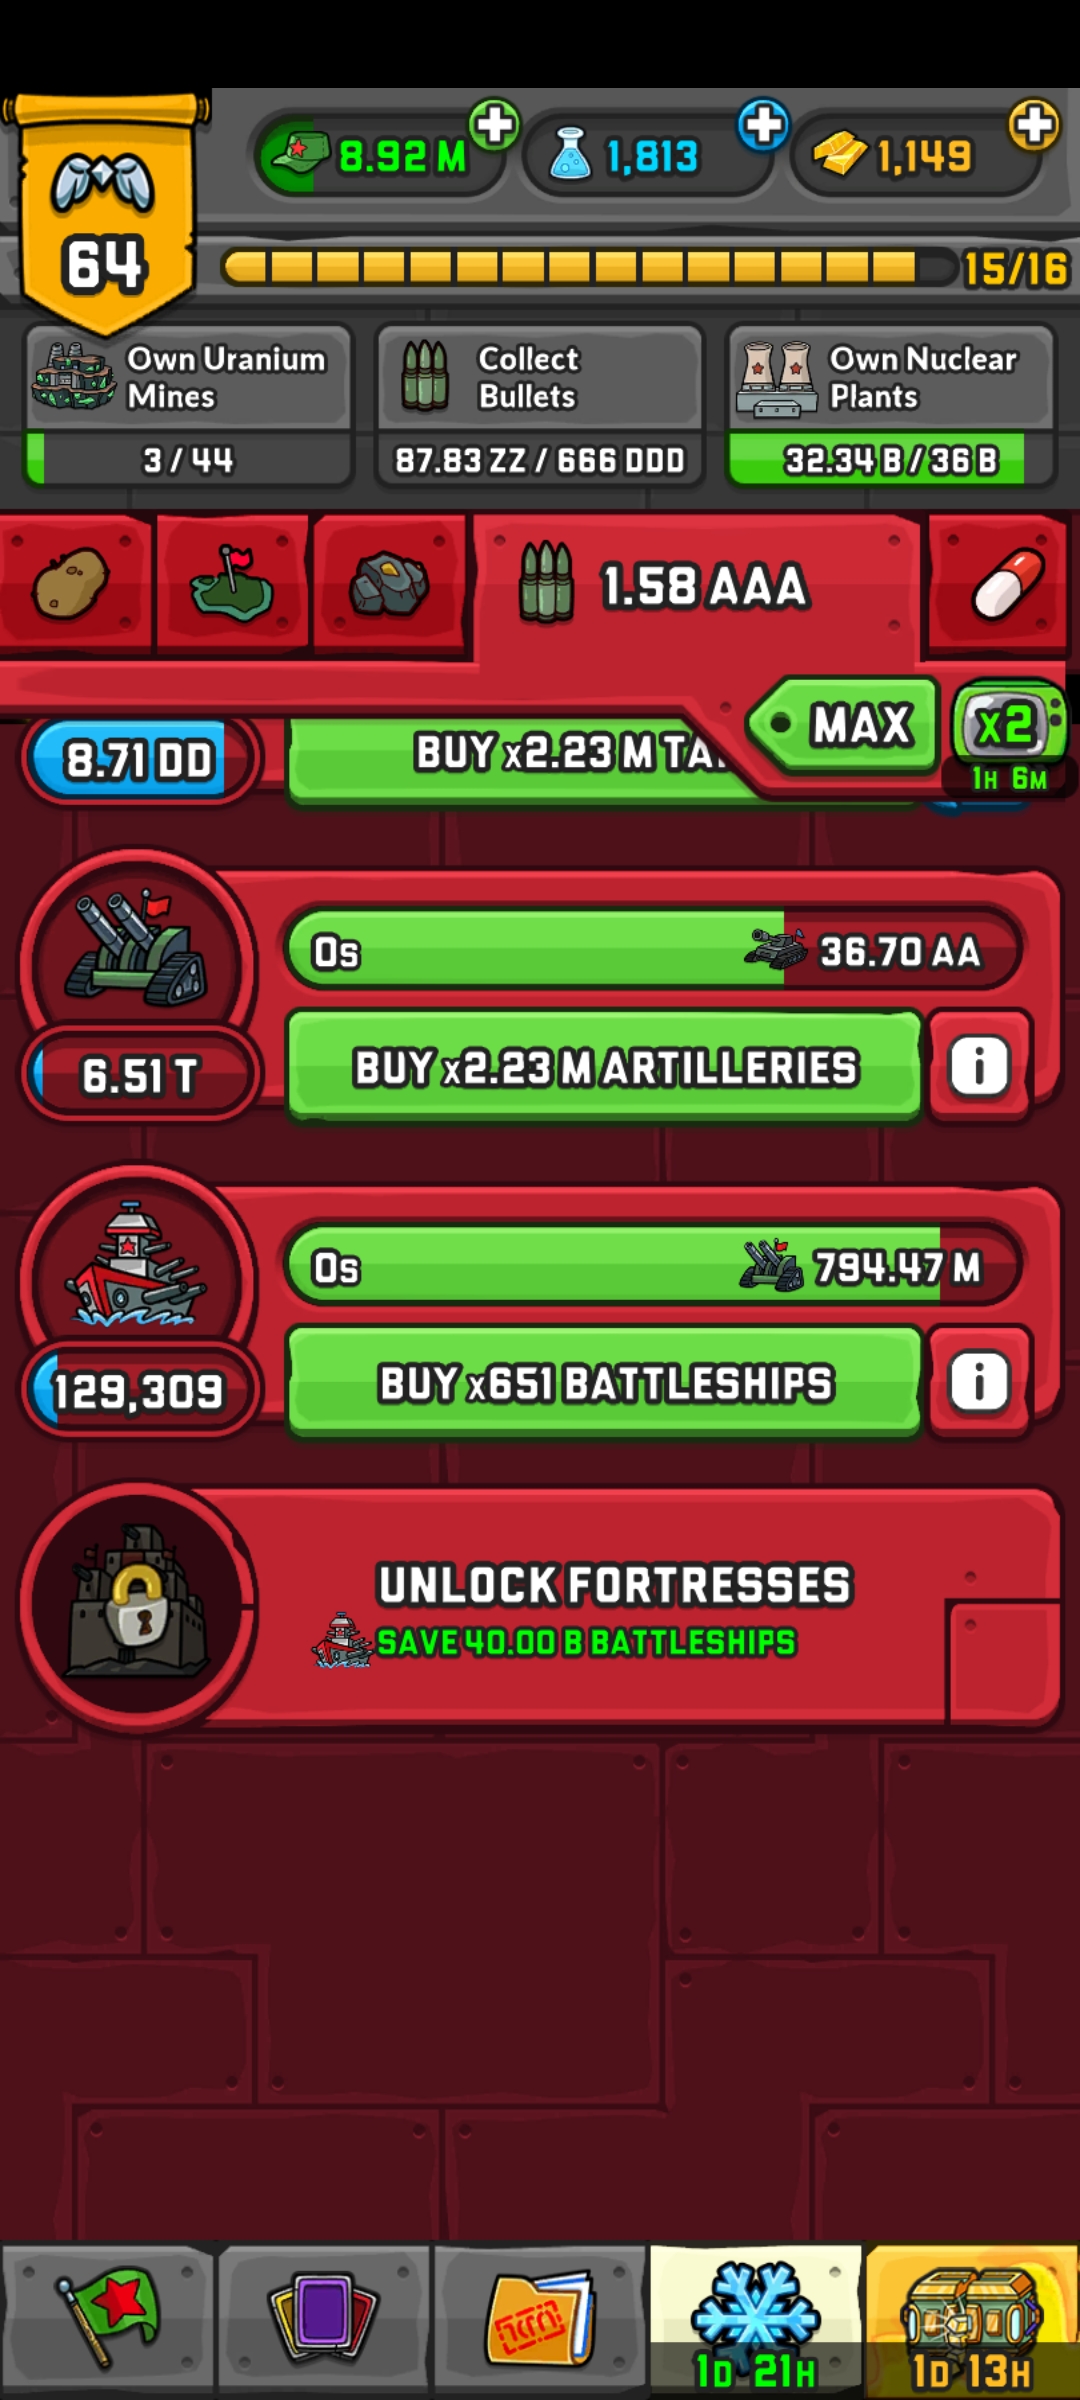 8.92 M
1,813
1,149
64
15/16
Own Uranium
Mines
3 / 44
Collect
Bullets
87.83 ZZ / 666 DDD
Own Nuclear
Plants
32.34 B / 36 B
1.58 AAA
MAX
x2
1H 6M
8.71 DD
BUY x2.23 M
0s
36.70 AA
6.51 T
BUY x2.23 M ARTILLERIES
i
0s
794.47 M
129,309
BUY x651 BATTLESHIPS
i
UNLOCK FORTRESSES
SAVE 40.00 B BATTLESHIPS
1D 21H
1D 13H